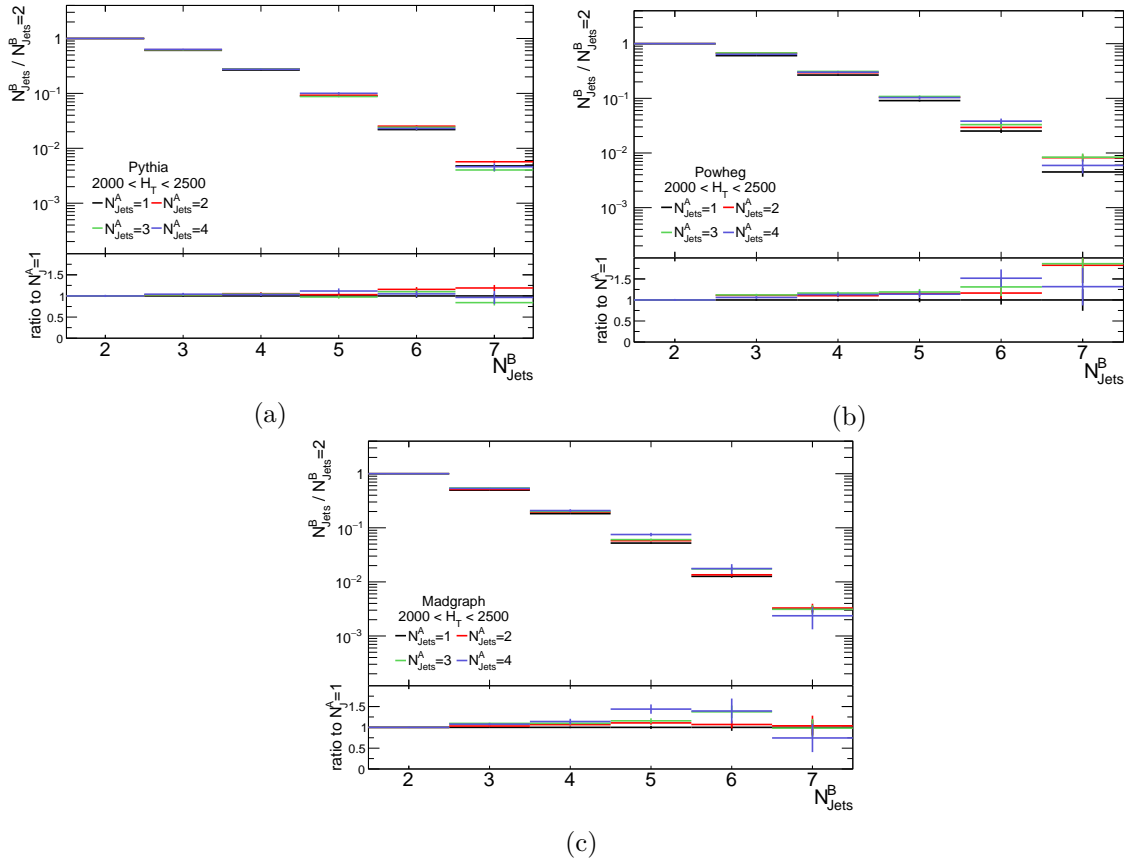 N^B_Jets / N^B_Jets=2
1
10^-1
10^-2
10^-3
Pythia
2000 < H_T < 2500
N^A_Jets=1 N^A_Jets=2
N^A_Jets=3 N^A_Jets=4
ratio to N^A_J=1
1.5
1
0.5
0
2 3 4 5 6 7
N^B_Jets
(a)
N^B_Jets / N^B_Jets=2
1
10^-1
10^-2
10^-3
Powheg
2000 < H_T < 2500
N^A_Jets=1 N^A_Jets=2
N^A_Jets=3 N^A_Jets=4
ratio to N^A_J=1
1.5
1
0.5
0
2 3 4 5 6 7
N^B_Jets
(b)
N^B_Jets / N^B_Jets=2
1
10^-1
10^-2
10^-3
Madgraph
2000 < H_T < 2500
N^A_Jets=1 N^A_Jets=2
N^A_Jets=3 N^A_Jets=4
ratio to N^A_J=1
1.5
1
0.5
0
2 3 4 5 6 7
N^B_Jets
(c)